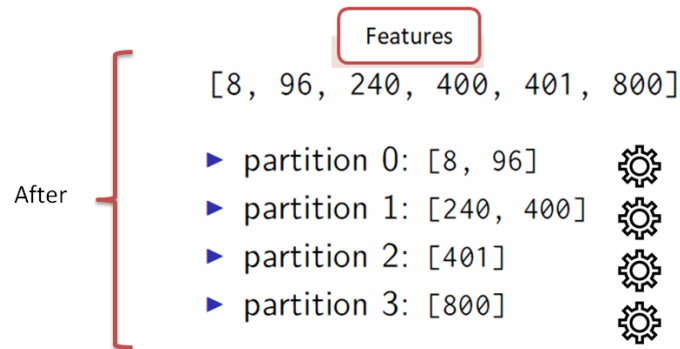 Features
[8, 96, 240, 400, 401, 800]
After
▶ partition 0: [8, 96]
▶ partition 1: [240, 400]
▶ partition 2: [401]
▶ partition 3: [800]